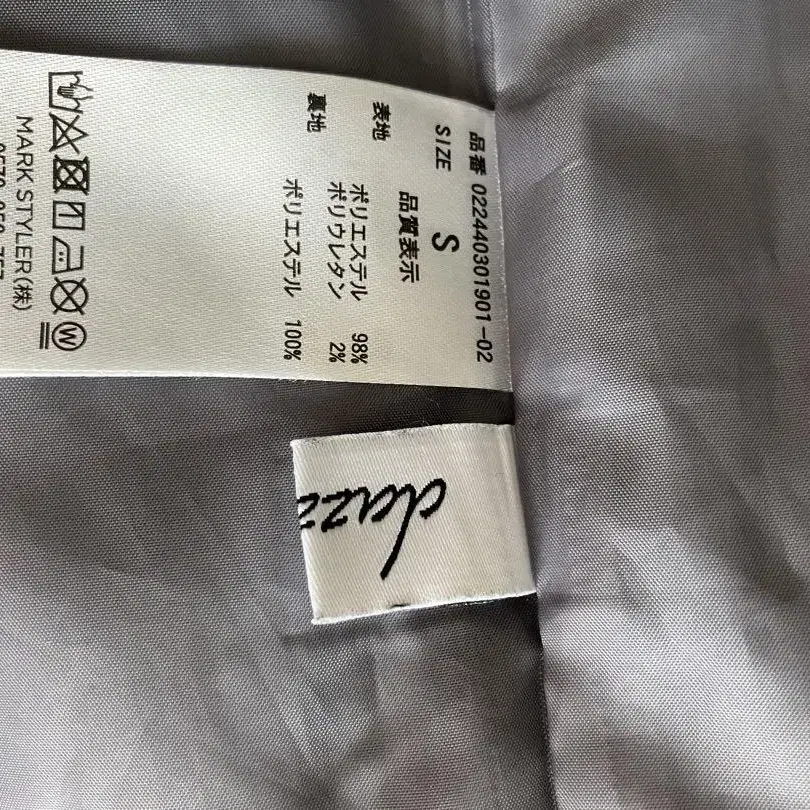 品番 022440301901-02
SIZE S
品質表示
表地 ポリエステル 98%
ポリウレタン 2%
裏地 ポリエステル 100%
W
MARK STYLER(株)
dazz